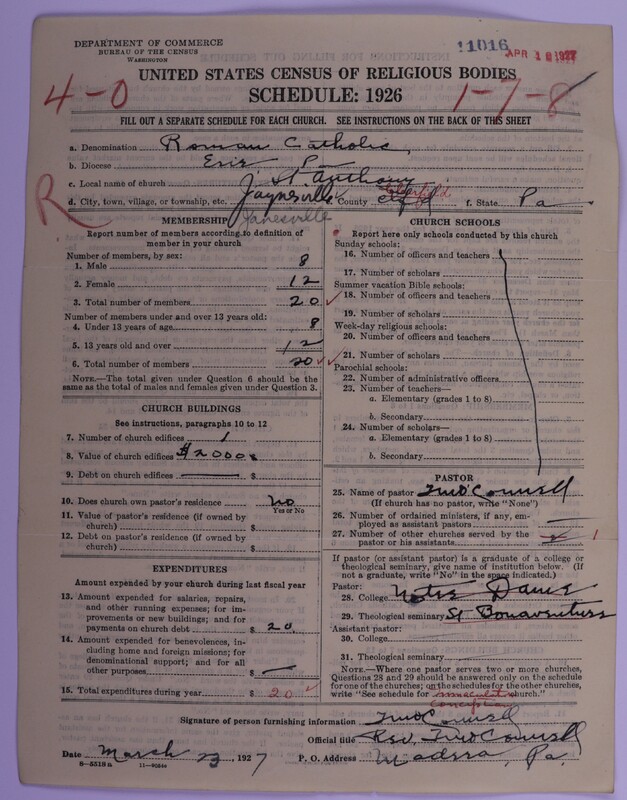 DEPARTMENT OF COMMERCE
BUREAU OF THE CENSUS
WASHINGTON
11016
APR 1 1927
UNITED STATES CENSUS OF RELIGIOUS BODIES
SCHEDULE: 1926
4-0
1-7-8
FILL OUT A SEPARATE SCHEDULE FOR EACH CHURCH. SEE INSTRUCTIONS ON THE BACK OF THIS SHEET
a. Denomination Roman Catholic
b. Diocese Erie Pa
c. Local name of church St Anthony
R
d. City, town, village, or township, etc. Jaynesville e. County Clfd Clearfield f. State Pa
Janesville
MEMBERSHIP
Report number of members according to definition of
member in your church
Number of members, by sex:
1. Male 8
2. Female 12
3. Total number of members 20
Number of members under and over 13 years old:
4. Under 13 years of age 8
5. 13 years old and over 12
6. Total number of members 20
NOTE.—The total given under Question 6 should be the
same as the total of males and females given under Question 3.
CHURCH BUILDINGS
See instructions, paragraphs 10 to 12
7. Number of church edifices 1
8. Value of church edifices $2000
9. Debt on church edifices — $
10. Does church own pastor's residence No
Yes or No
11. Value of pastor's residence (if owned by
church) $
12. Debt on pastor's residence (if owned by
church) $
EXPENDITURES
Amount expended by your church during last fiscal year
13. Amount expended for salaries, repairs,
and other running expenses; for im-
provements or new buildings; and for
payments on church debt $ 20
14. Amount expended for benevolences, in-
cluding home and foreign missions; for
denominational support; and for all
other purposes $ —
15. Total expenditures during year $ 20
CHURCH SCHOOLS
Report here only schools conducted by this church
Sunday schools:
16. Number of officers and teachers
17. Number of scholars
Summer vacation Bible schools:
18. Number of officers and teachers
19. Number of scholars
Week-day religious schools:
20. Number of officers and teachers
21. Number of scholars
Parochial schools:
22. Number of administrative officers
23. Number of teachers—
a. Elementary (grades 1 to 8)
b. Secondary
24. Number of scholars—
a. Elementary (grades 1 to 8)
b. Secondary
PASTOR
25. Name of pastor
(If church has no pastor, write "None")
26. Number of ordained ministers, if any, em-
ployed as assistant pastors —
27. Number of other churches served by the
pastor or his assistants 1
If pastor (or assistant pastor) is a graduate of a college or
theological seminary, give name of institution below. (If
not a graduate, write "No" in the space indicated.)
Pastor:
28. College Notre Dame
29. Theological seminary St Bonaventure
Assistant pastor:
30. College
31. Theological seminary
NOTE.—Where one pastor serves two or more churches,
Questions 28 and 29 should be answered only on the schedule
for one of the churches; on the schedules for the other churches,
write "See schedule for Immaculate church."
Conception
Signature of person furnishing information
Official title Rev.
Date March 23, 1927 P. O. Address Madera, Pa.
8-5518a 11-9084